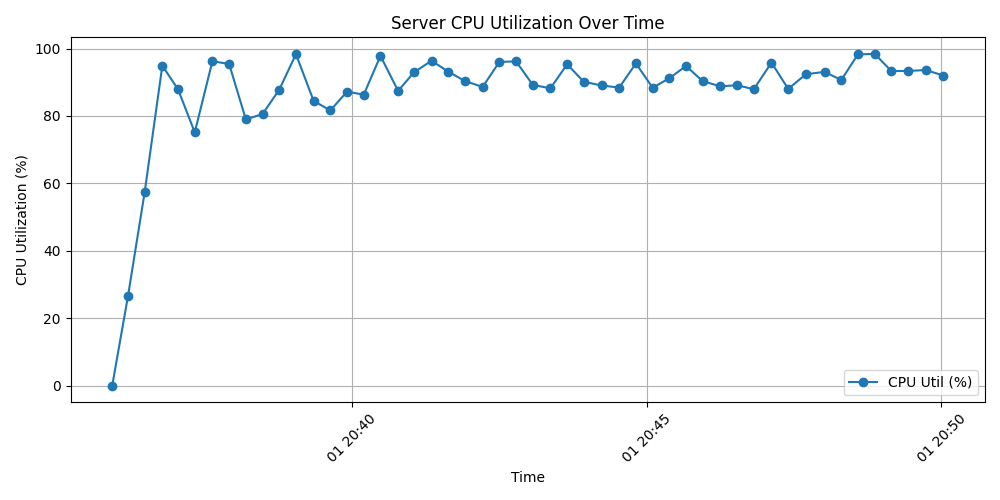 Server CPU Utilization Over Time
CPU Utilization (%)
100
80
60
40
20
0
01 20:40
01 20:45
01 20:50
Time
CPU Util (%)